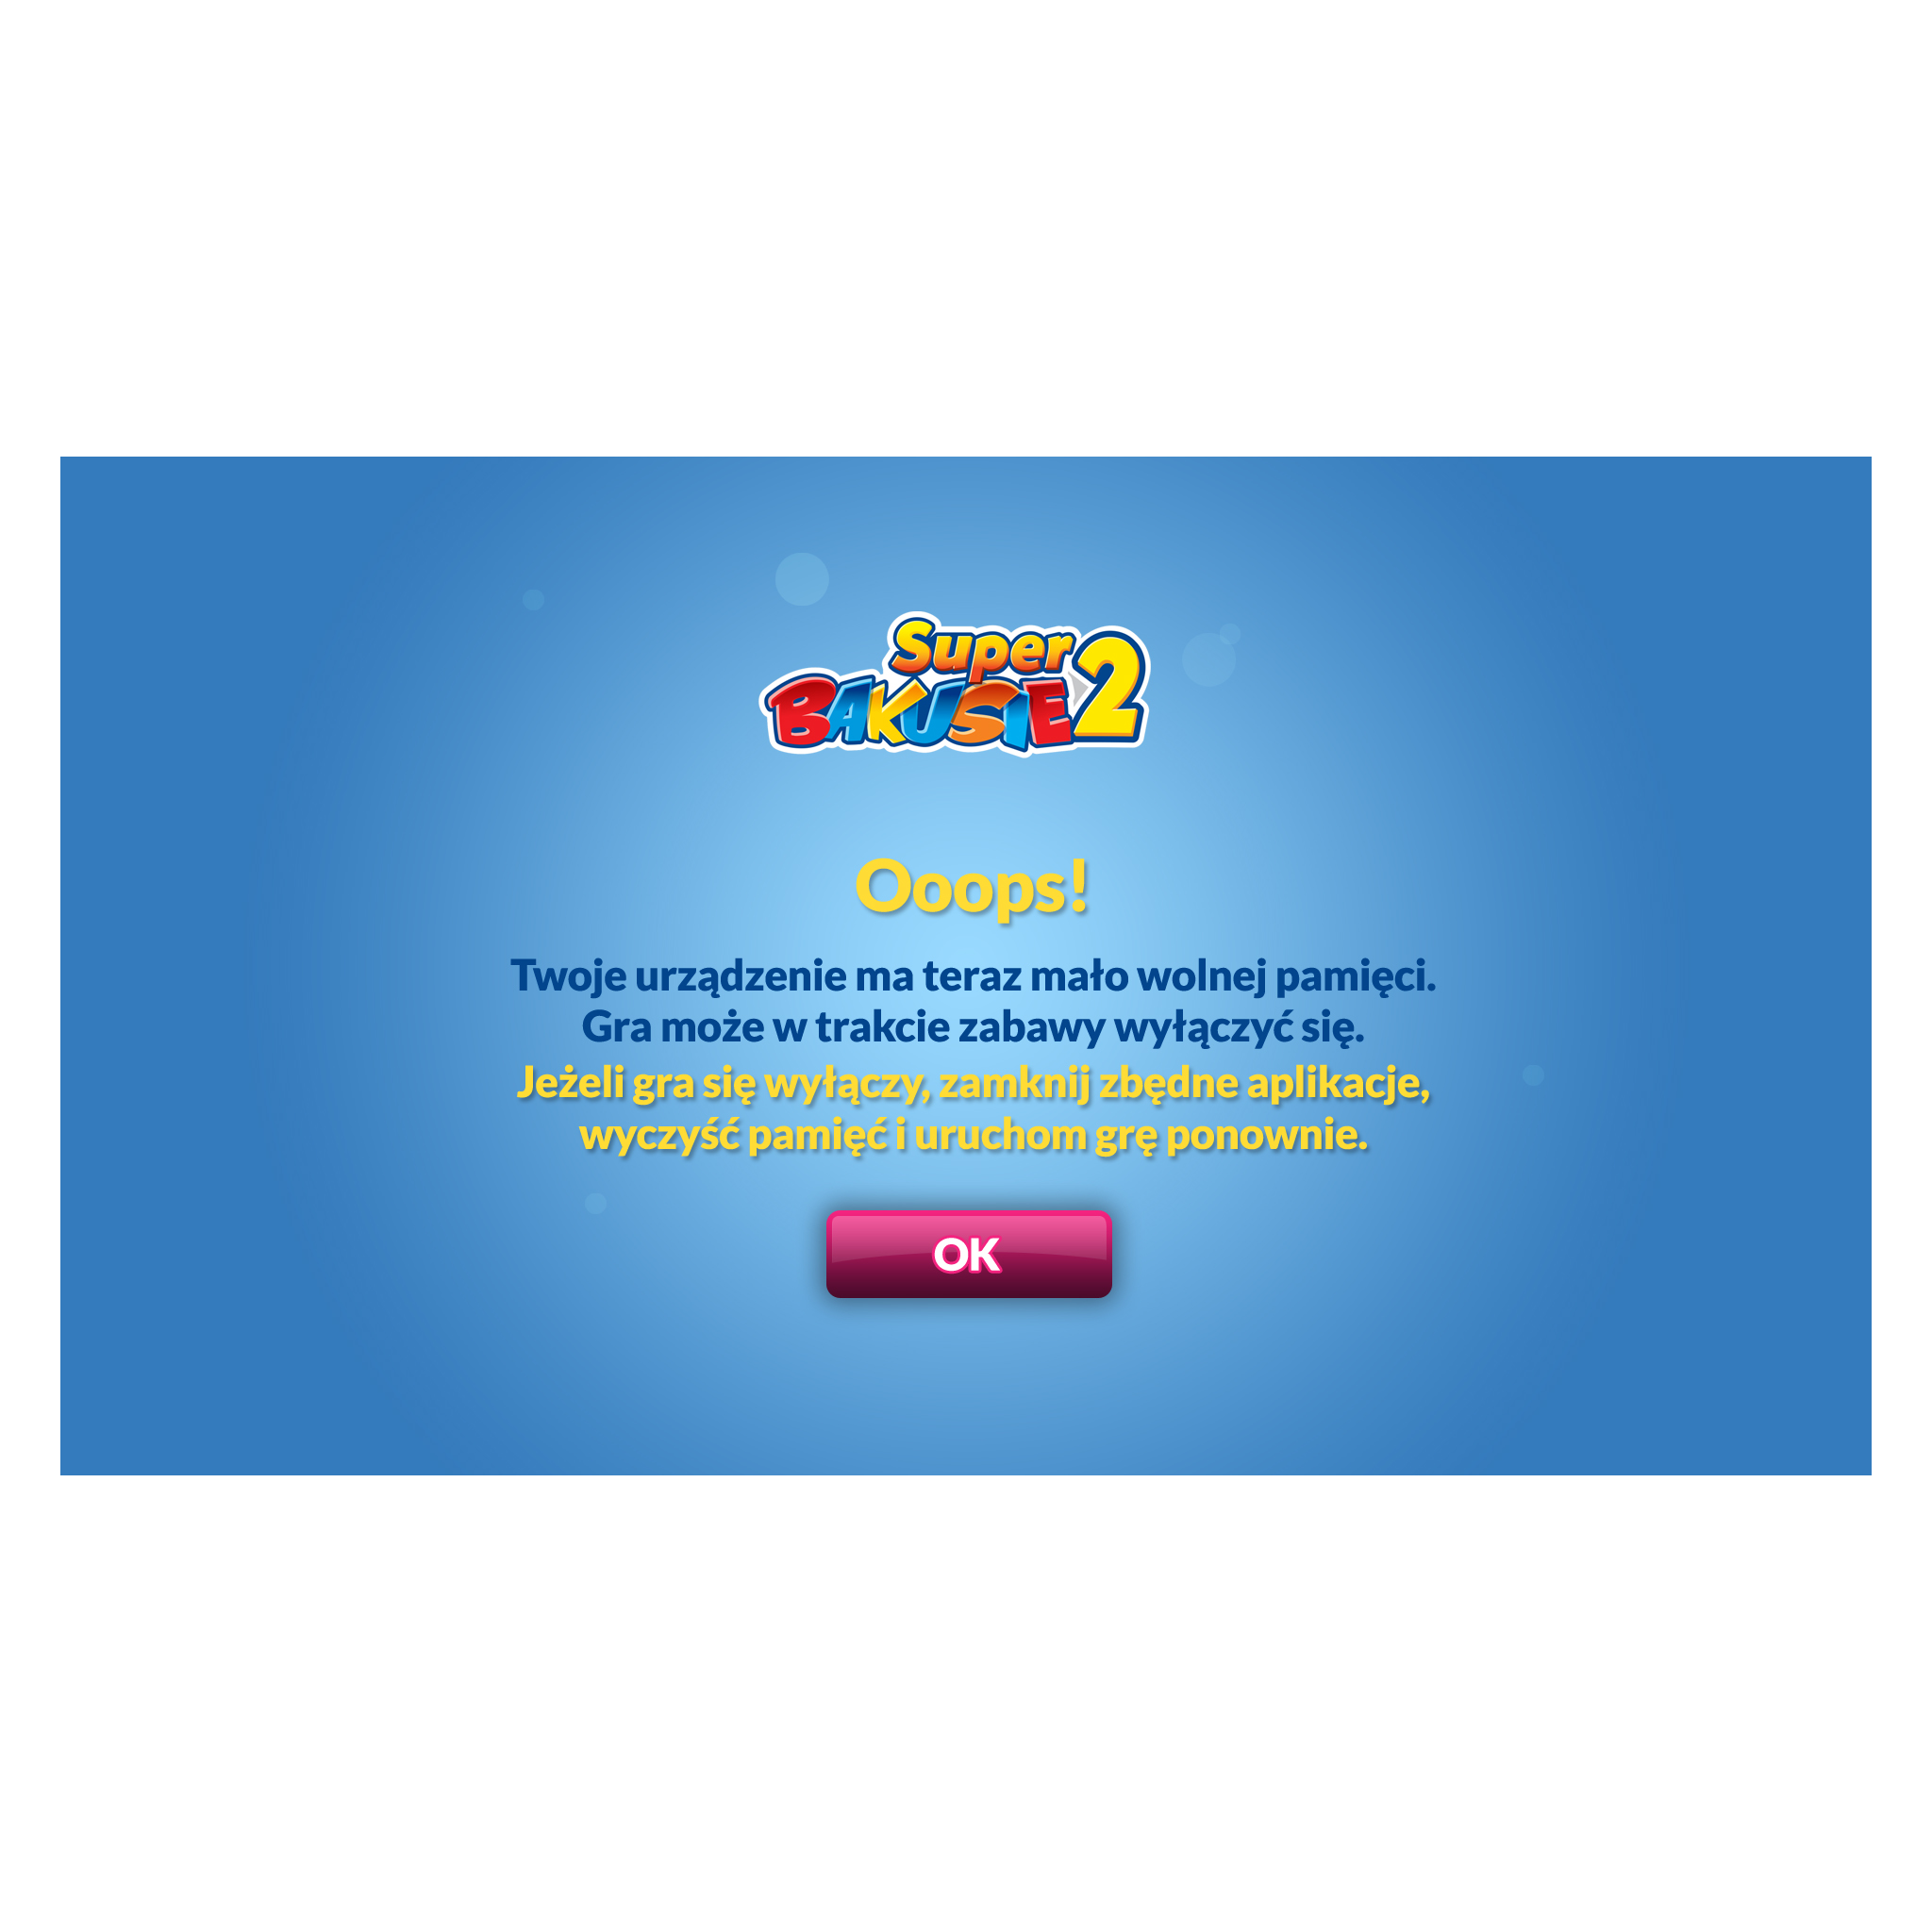 Super
BAKUSIE 2
Ooops!
Twoje urządzenie ma teraz mało wolnej pamięci.
Gra może w trakcie zabawy wyłączyć się.
Jeżeli gra się wyłączy, zamknij zbędne aplikacje,
wyczyść pamięć i uruchom grę ponownie.
OK